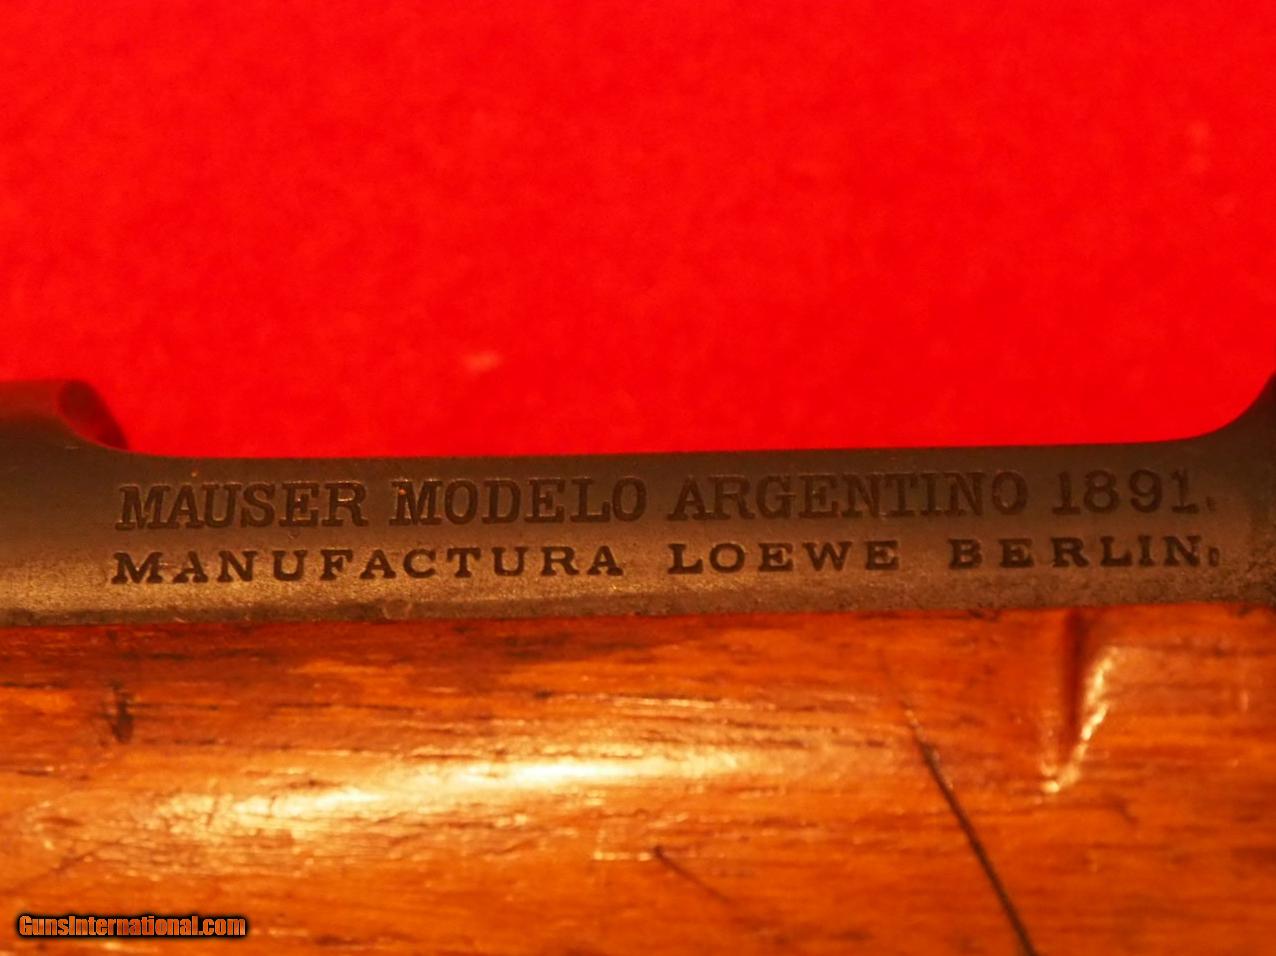 MAUSER MODELO ARGENTINO 1891.
MANUFACTURA LOEWE BERLIN.
GunsInternational.com